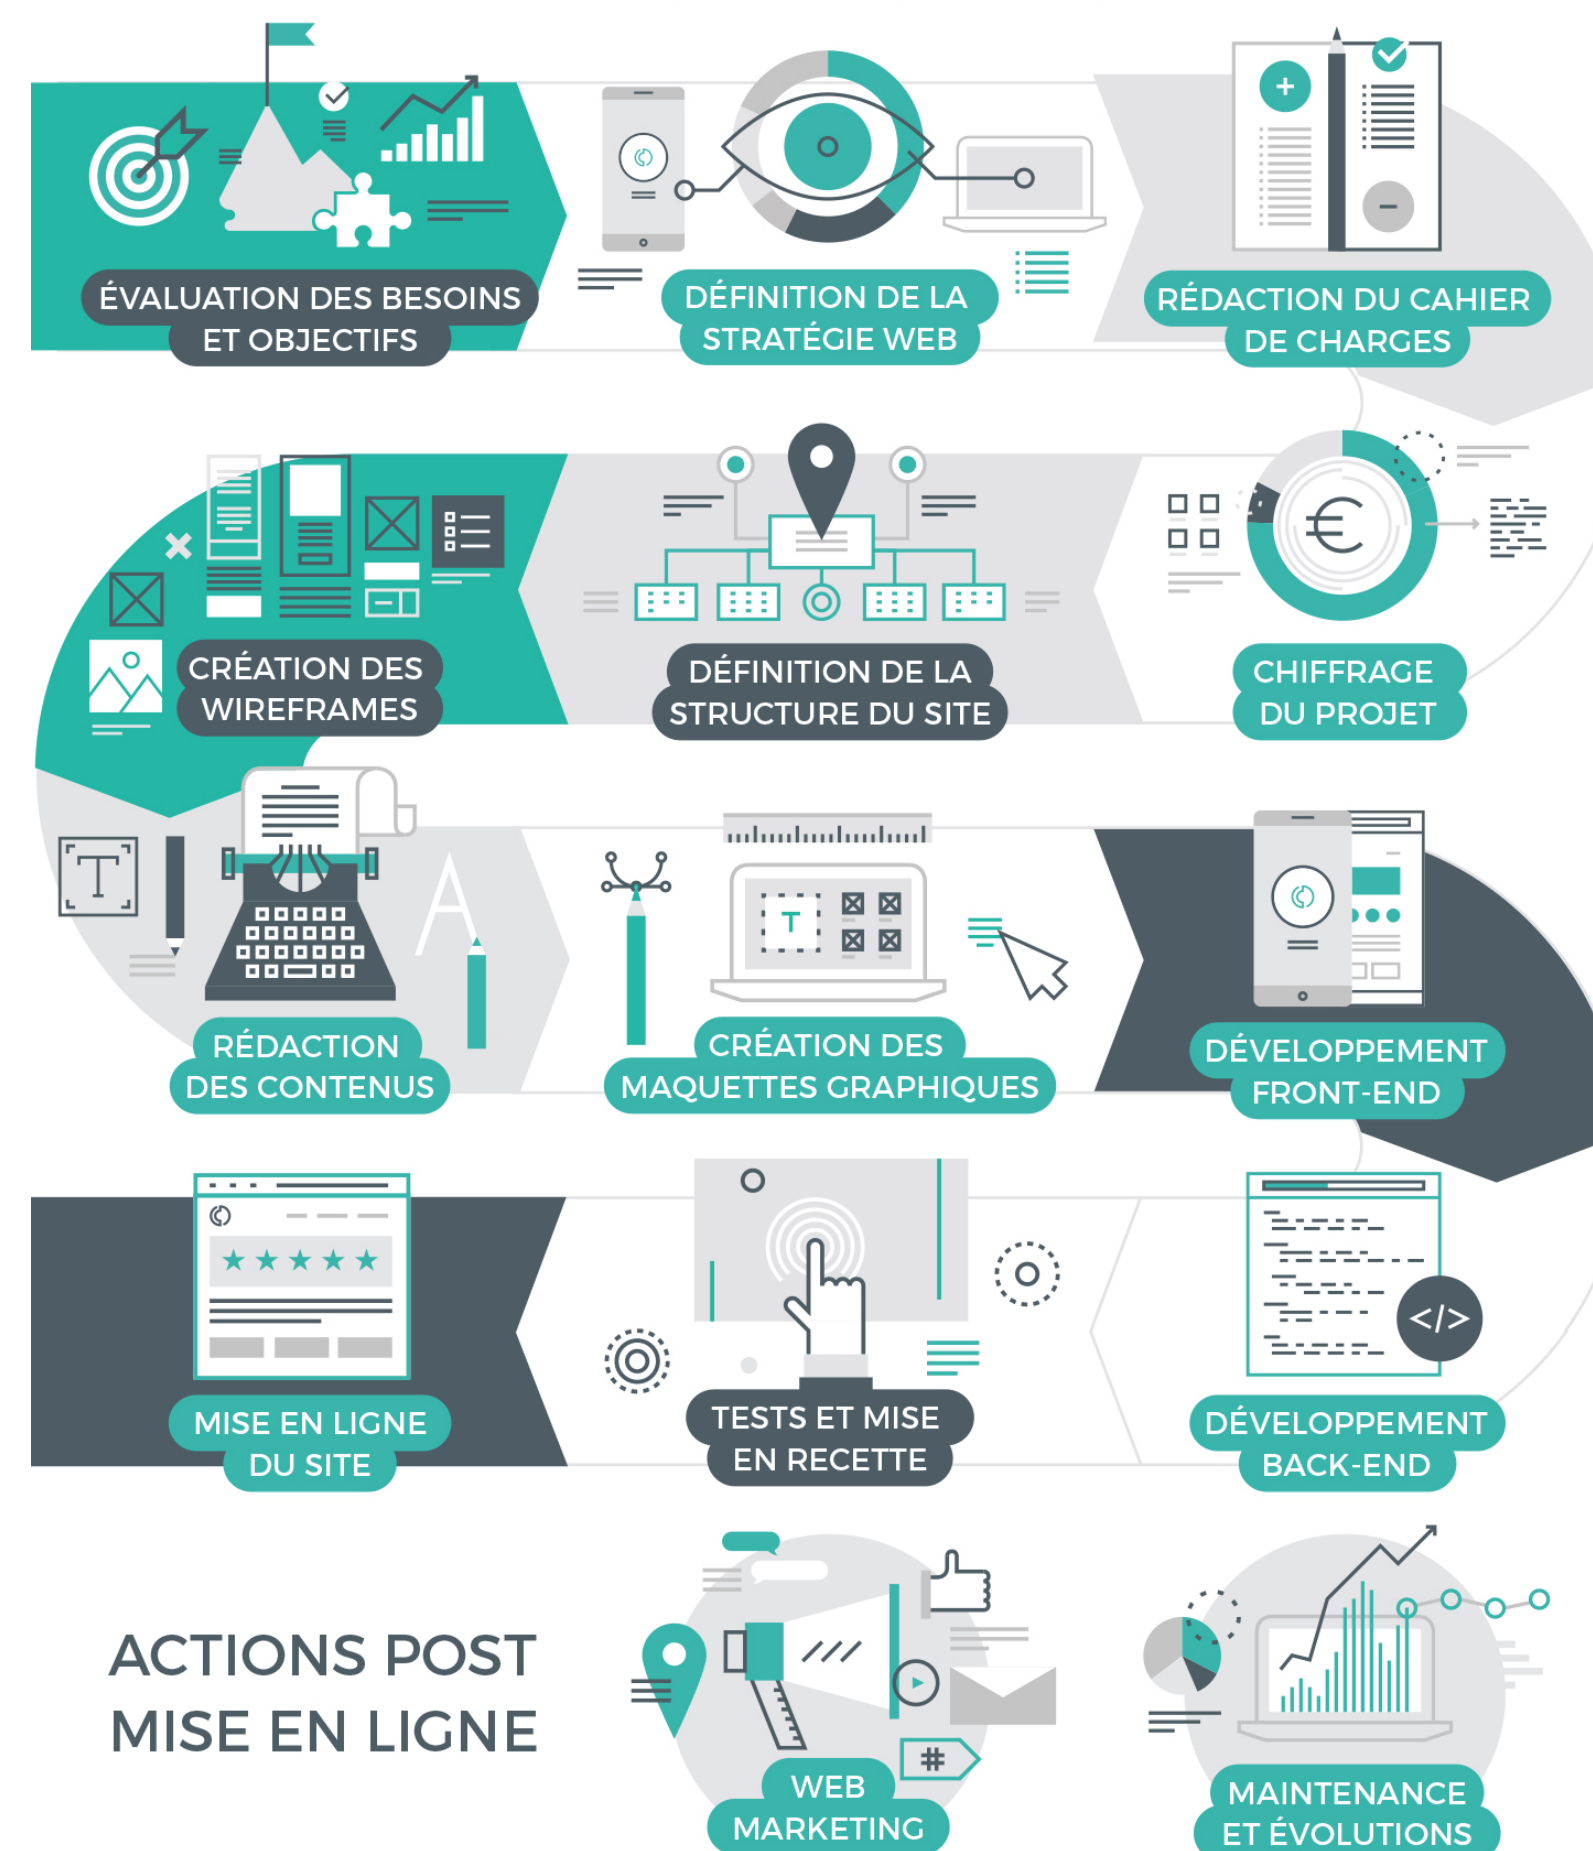 ÉVALUATION DES BESOINS
ET OBJECTIFS
DÉFINITION DE LA
STRATÉGIE WEB
RÉDACTION DU CAHIER
DE CHARGES
CHIFFRAGE
DU PROJET
DÉFINITION DE LA
STRUCTURE DU SITE
CRÉATION DES
WIREFRAMES
T
A
RÉDACTION
DES CONTENUS
T
CRÉATION DES
MAQUETTES GRAPHIQUES
DÉVELOPPEMENT
FRONT-END
</>
DÉVELOPPEMENT
BACK-END
TESTS ET MISE
EN RECETTE
MISE EN LIGNE
DU SITE
ACTIONS POST
MISE EN LIGNE
#
WEB
MARKETING
MAINTENANCE
ET ÉVOLUTIONS